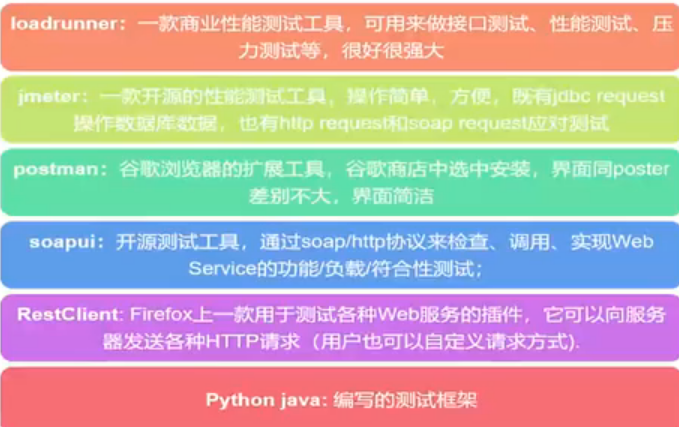 loadrunner：一款商业性能测试工具，可用来做接口测试、性能测试、压
力测试等，很好很强大
jmeter：一款开源的性能测试工具，操作简单，方便，既有jdbc request
操作数据库数据，也有http request和soap request应对测试
postman：谷歌浏览器的扩展工具，谷歌商店中选中安装，界面同poster
差别不大，界面简洁
soapui：开源测试工具，通过soap/http协议来检查、调用、实现Web
Service的功能/负载/符合性测试；
RestClient: Firefox上一款用于测试各种Web服务的插件，它可以向服务
器发送各种HTTP请求（用户也可以自定义请求方式).
Python java: 编写的测试框架